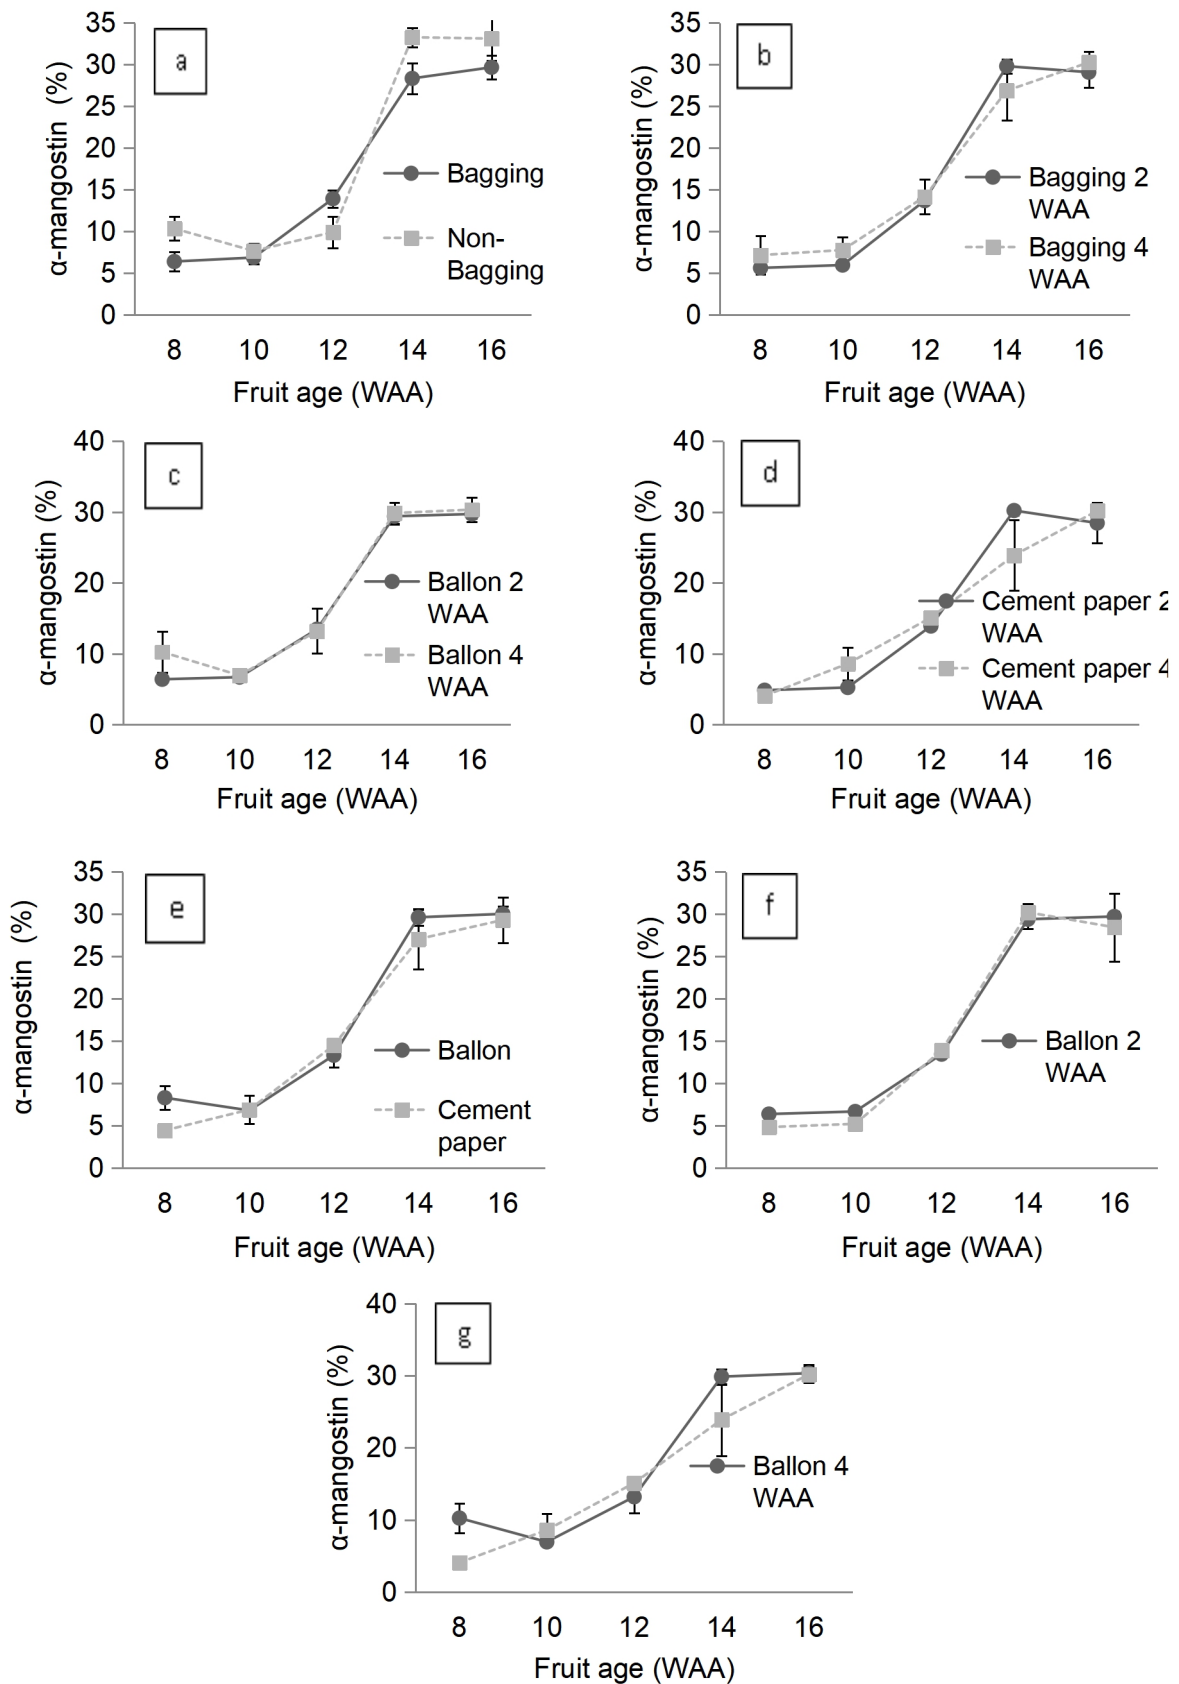 a
α-mangostin (%)
35
30
25
20
15
10
5
0
Bagging
Non-
Bagging
8 10 12 14 16
Fruit age (WAA)
b
α-mangostin (%)
35
30
25
20
15
10
5
0
Bagging 2
WAA
Bagging 4
WAA
8 10 12 14 16
Fruit age (WAA)
c
α-mangostin (%)
40
30
20
10
0
Ballon 2
WAA
Ballon 4
WAA
8 10 12 14 16
Fruit age (WAA)
d
α-mangostin (%)
40
30
20
10
0
Cement paper 2
WAA
Cement paper 4
WAA
8 10 12 14 16
Fruit age (WAA)
e
α-mangostin (%)
35
30
25
20
15
10
5
0
Ballon
Cement
paper
8 10 12 14 16
Fruit age (WAA)
f
α-mangostin (%)
35
30
25
20
15
10
5
0
Ballon 2
WAA
8 10 12 14 16
Fruit age (WAA)
g
α-mangostin (%)
40
30
20
10
0
Ballon 4
WAA
8 10 12 14 16
Fruit age (WAA)